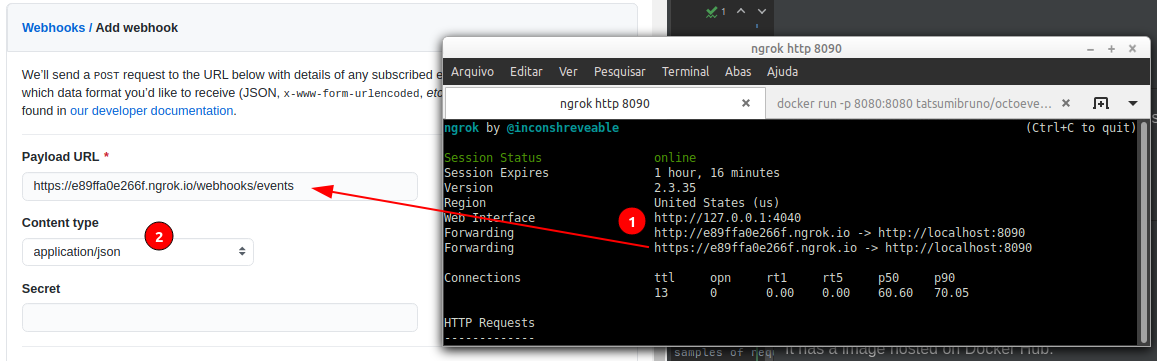 Webhooks / Add webhook
We'll send a POST request to the URL below with details of any subscribed
which data format you'd like to receive (JSON, x-www-form-urlencoded,
found in our developer documentation.
Payload URL *
https://e89ffa0e266f.ngrok.io/webhooks/events
Content type
2
application/json
Secret
1
ngrok http 8090
Arquivo Editar Ver Pesquisar Terminal Abas Ajuda
ngrok http 8090 docker run -p 8080:8080 tatsumibruno/octoeve...
ngrok by @inconshreveable (Ctrl+C to quit)
Session Status online
Session Expires 1 hour, 16 minutes
Version 2.3.35
Region United States (us)
Web Interface http://127.0.0.1:4040
1
Forwarding http://e89ffa0e266f.ngrok.io -> http://localhost:8090
Forwarding https://e89ffa0e266f.ngrok.io -> http://localhost:8090
Connections ttl opn rt1 rt5 p50 p90
13 0 0.00 0.00 60.60 70.05
HTTP Requests
-------------
samples of
It has a image hosted on Docker Hub.